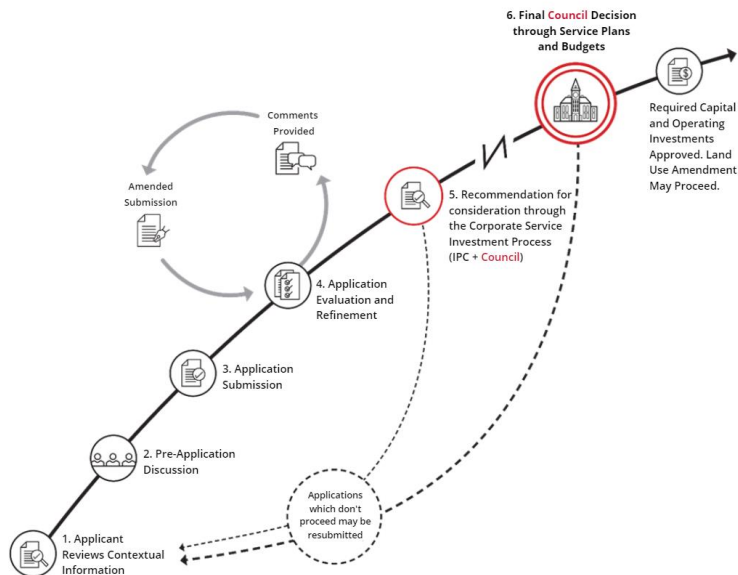 6. Final Council Decision
through Service Plans
and Budgets
Required Capital
and Operating
Investments
Approved. Land
Use Amendment
May Proceed.
Comments
Provided
Amended
Submission
5. Recommendation for
consideration through
the Corporate Service
Investment Process
(IPC + Council)
4. Application
Evaluation and
Refinement
3. Application
Submission
2. Pre-Application
Discussion
Applications
which don't
proceed may be
resubmitted
1. Applicant
Reviews Contextual
Information